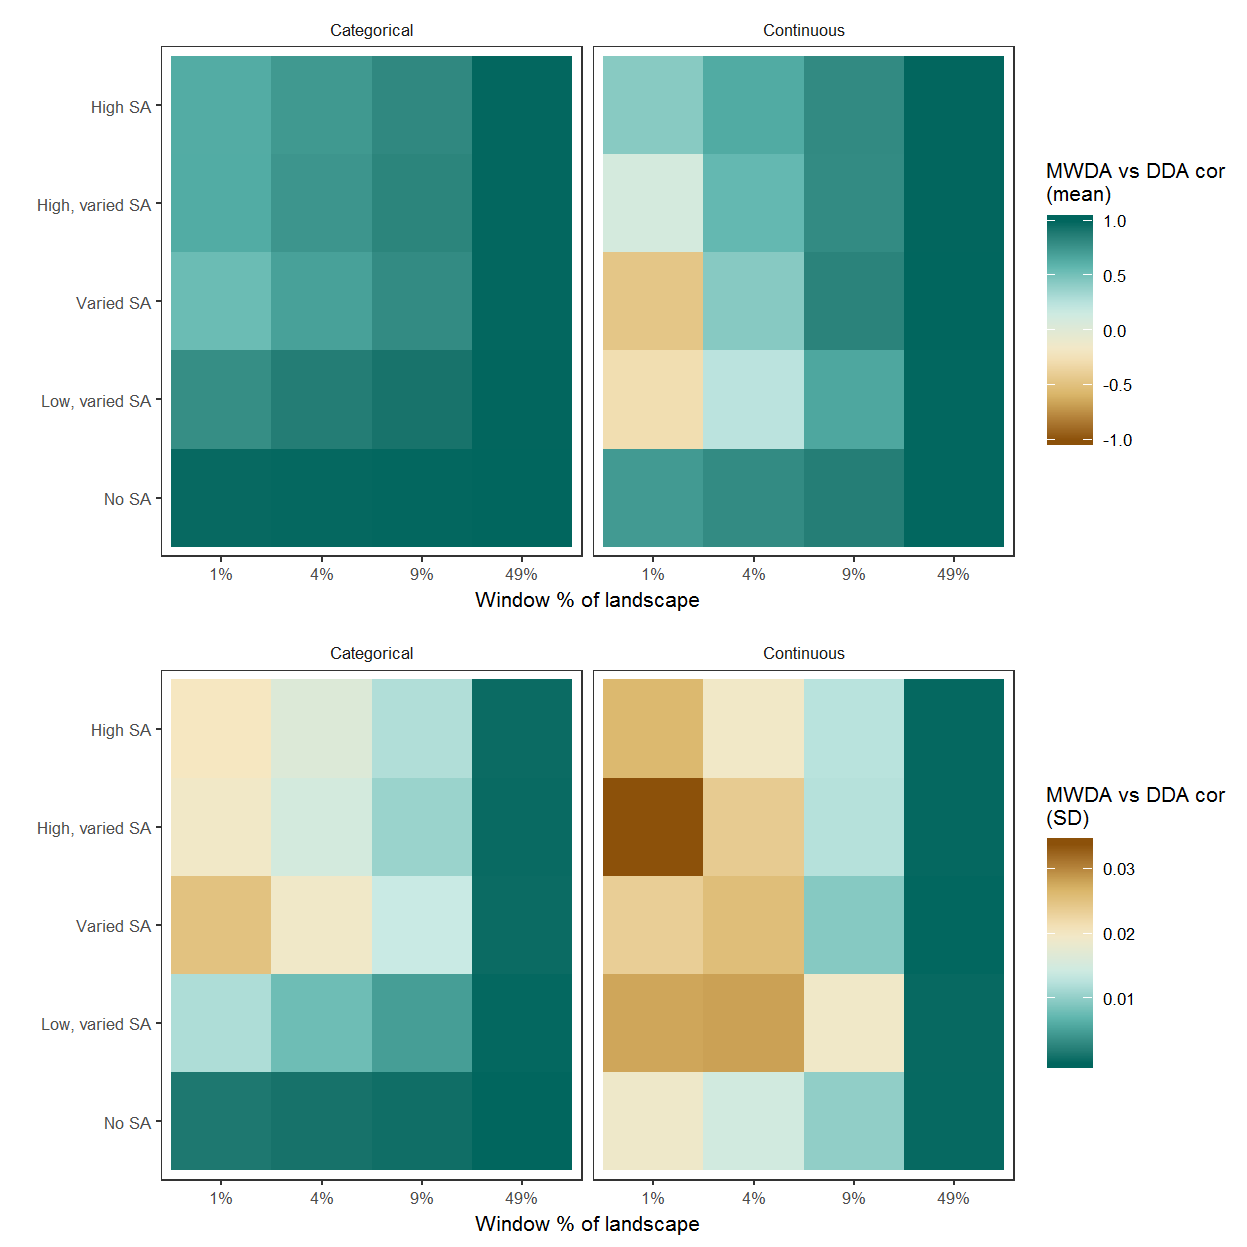 Categorical
Continuous
High SA
High, varied SA
Varied SA
Low, varied SA
No SA
1%
4%
9%
49%
1%
4%
9%
49%
Window % of landscape
MWDA vs DDA cor
(mean)
1.0
0.5
0.0
-0.5
-1.0
Categorical
Continuous
High SA
High, varied SA
Varied SA
Low, varied SA
No SA
1%
4%
9%
49%
1%
4%
9%
49%
Window % of landscape
MWDA vs DDA cor
(SD)
0.03
0.02
0.01